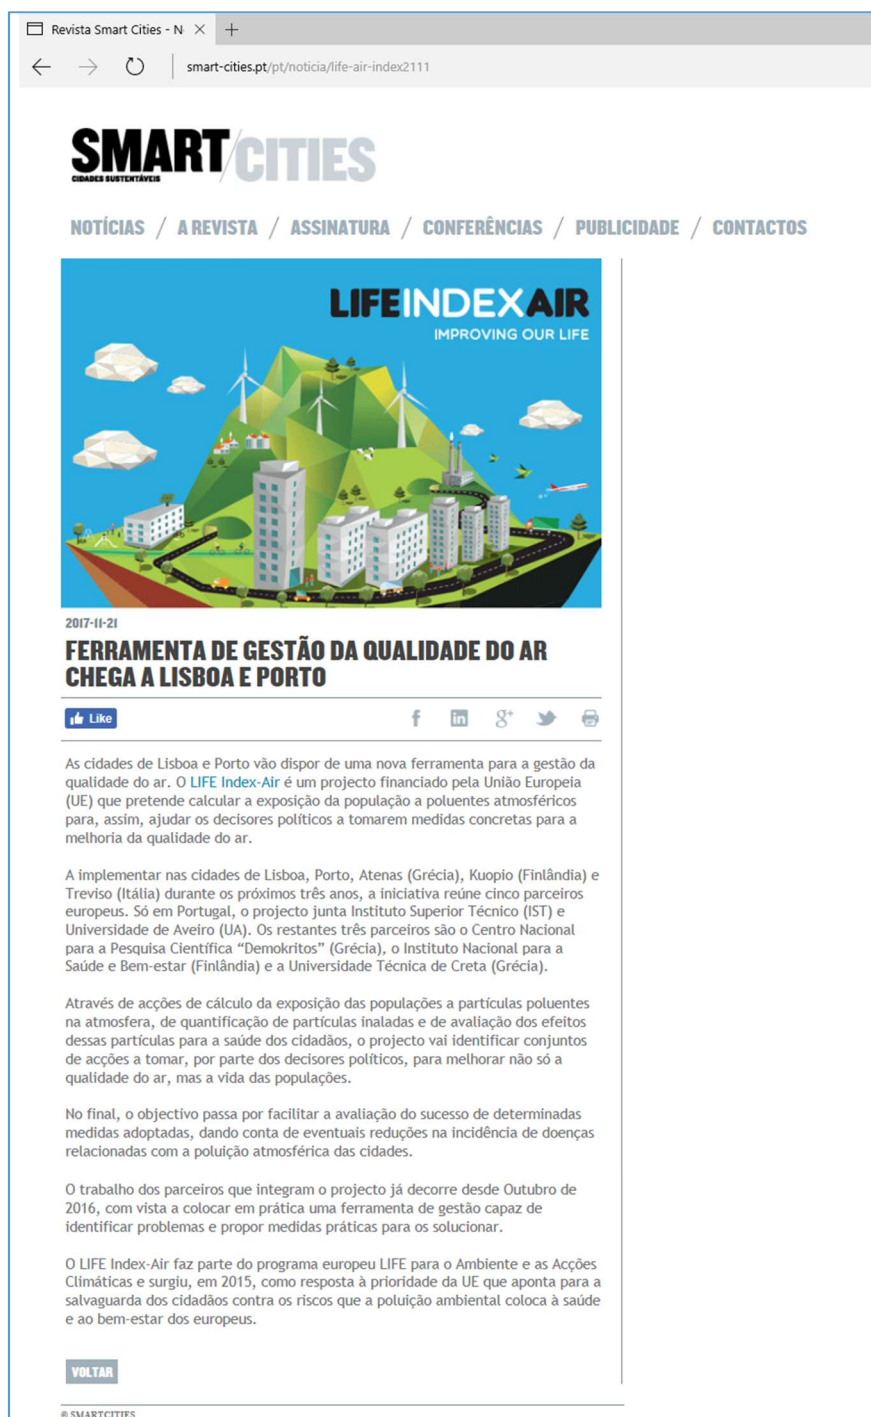 Revista Smart Cities - N
smart-cities.pt/pt/noticia/life-air-index2111
SMART/CITIES
CIDADES SUSTENTÁVEIS
NOTÍCIAS / A REVISTA / ASSINATURA / CONFERÊNCIAS / PUBLICIDADE / CONTACTOS
LIFEINDEXAIR
IMPROVING OUR LIFE
2017-11-21
FERRAMENTA DE GESTÃO DA QUALIDADE DO AR
CHEGA A LISBOA E PORTO
Like
As cidades de Lisboa e Porto vão dispor de uma nova ferramenta para a gestão da
qualidade do ar. O LIFE Index-Air é um projecto financiado pela União Europeia
(UE) que pretende calcular a exposição da população a poluentes atmosféricos
para, assim, ajudar os decisores políticos a tomarem medidas concretas para a
melhoria da qualidade do ar.
A implementar nas cidades de Lisboa, Porto, Atenas (Grécia), Kuopio (Finlândia) e
Treviso (Itália) durante os próximos três anos, a iniciativa reúne cinco parceiros
europeus. Só em Portugal, o projecto junta Instituto Superior Técnico (IST) e
Universidade de Aveiro (UA). Os restantes três parceiros são o Centro Nacional
para a Pesquisa Científica “Demokritos” (Grécia), o Instituto Nacional para a
Saúde e Bem-estar (Finlândia) e a Universidade Técnica de Creta (Grécia).
Através de acções de cálculo da exposição das populações a partículas poluentes
na atmosfera, de quantificação de partículas inaladas e de avaliação dos efeitos
dessas partículas para a saúde dos cidadãos, o projecto vai identificar conjuntos
de acções a tomar, por parte dos decisores políticos, para melhorar não só a
qualidade do ar, mas a vida das populações.
No final, o objectivo passa por facilitar a avaliação do sucesso de determinadas
medidas adoptadas, dando conta de eventuais reduções na incidência de doenças
relacionadas com a poluição atmosférica das cidades.
O trabalho dos parceiros que integram o projecto já decorre desde Outubro de
2016, com vista a colocar em prática uma ferramenta de gestão capaz de
identificar problemas e propor medidas práticas para os solucionar.
O LIFE Index-Air faz parte do programa europeu LIFE para o Ambiente e as Acções
Climáticas e surgiu, em 2015, como resposta à prioridade da UE que aponta para a
salvaguarda dos cidadãos contra os riscos que a poluição ambiental coloca à saúde
e ao bem-estar dos europeus.
VOLTAR
© SMARTCITIES